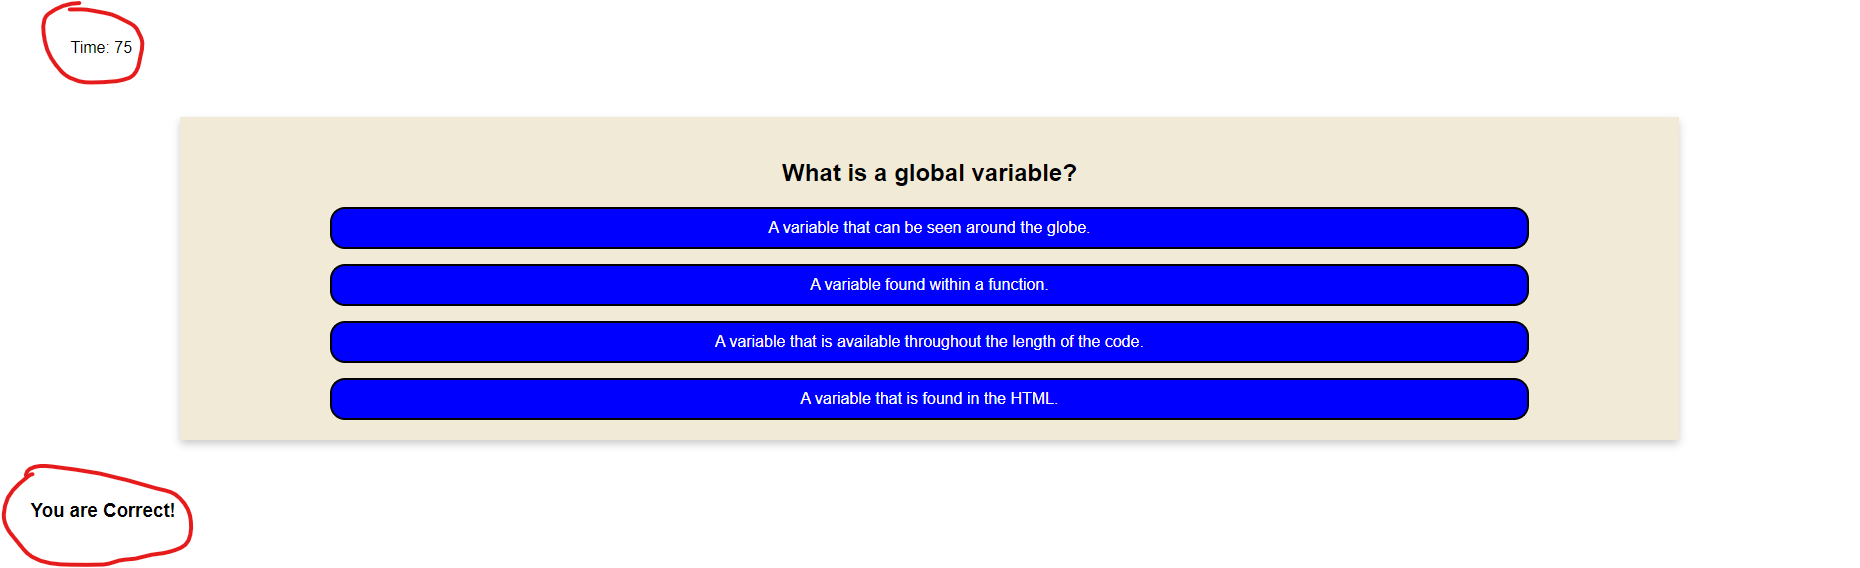 Time: 75
What is a global variable?
A variable that can be seen around the globe.
A variable found within a function.
A variable that is available throughout the length of the code.
A variable that is found in the HTML.
You are Correct!